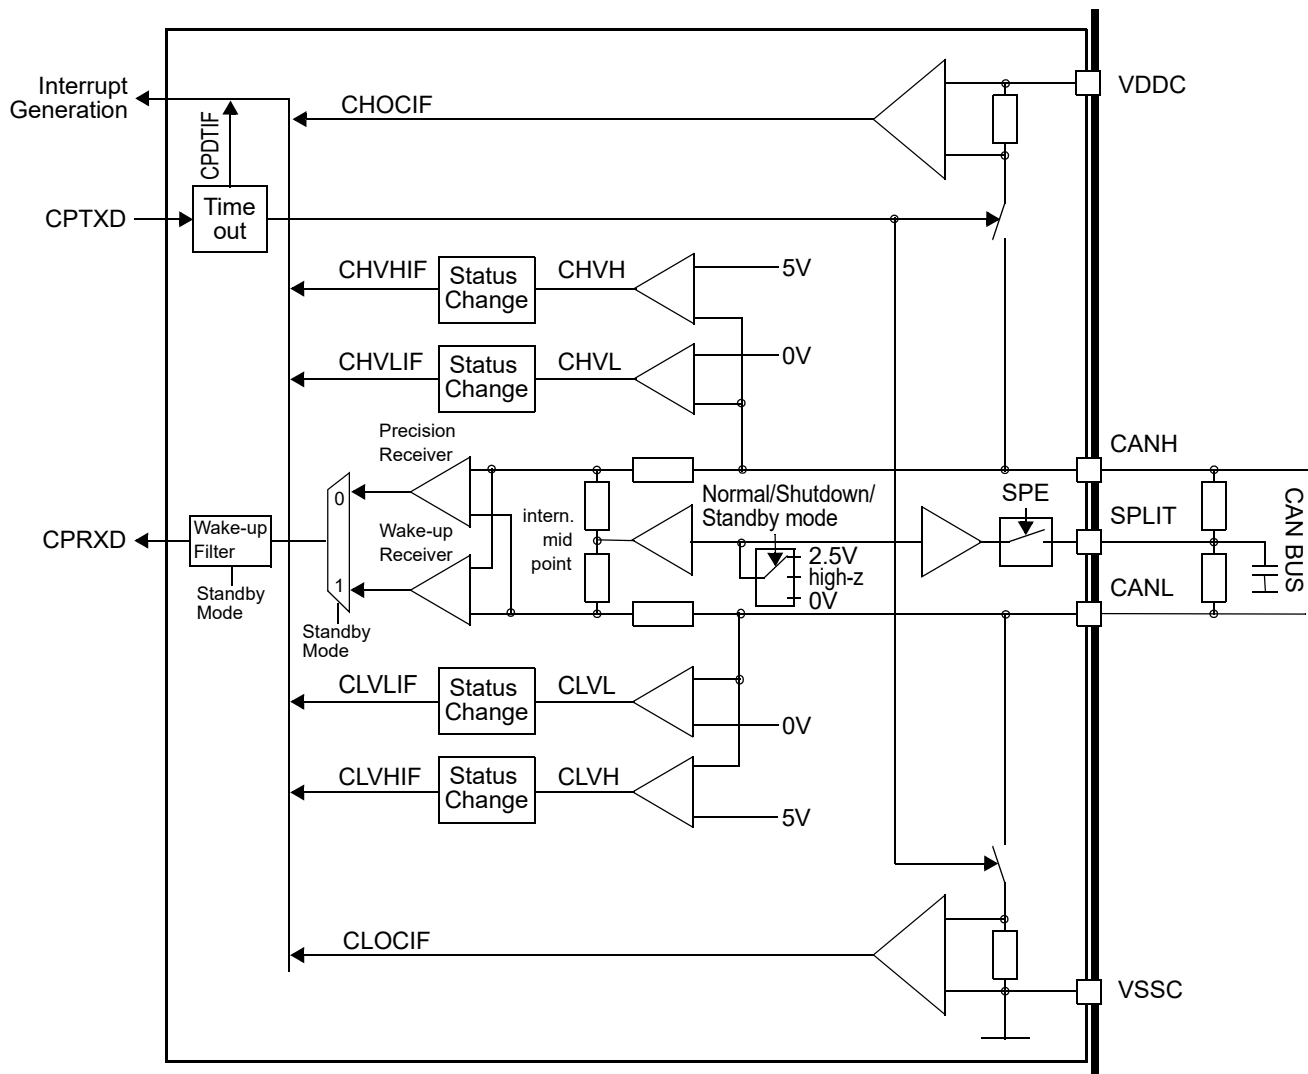 Interrupt
Generation
CHOCIF
VDDC
CPDTIF
CPTXD
Time
out
CHVHIF
Status
Change
CHVH
5V
CHVLIF
Status
Change
CHVL
0V
Precision
Receiver
CANH
0
Normal/Shutdown/
Standby mode
SPE
SPLIT
CAN BUS
CPRXD
Wake-up
Filter
Wake-up
Receiver
intern.
mid
point
2.5V
high-z
0V
CANL
1
Standby
Mode
Standby
Mode
CLVLIF
Status
Change
CLVL
0V
CLVHIF
Status
Change
CLVH
5V
CLOCIF
VSSC